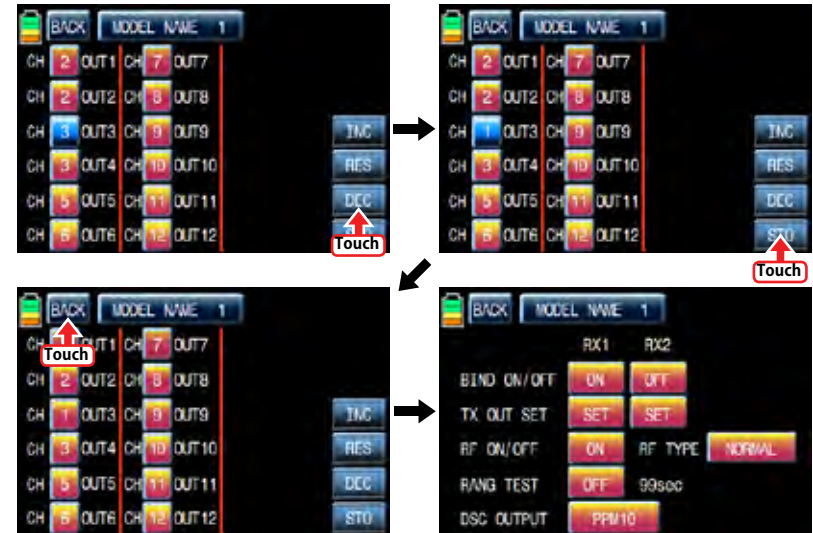 BACK MODEL NAME 1
CH 2 OUT1 CH 7 OUT7
CH 2 OUT2 CH 8 OUT8
CH 3 OUT3 CH 9 OUT9 INC
CH 3 OUT4 CH 10 OUT10 RES
CH 5 OUT5 CH 11 OUT11 DEC
CH 6 OUT6 CH 12 OUT12
Touch
BACK MODEL NAME 1
CH 2 OUT1 CH 7 OUT7
CH 2 OUT2 CH 8 OUT8
CH 1 OUT3 CH 9 OUT9 INC
CH 3 OUT4 CH 10 OUT10 RES
CH 5 OUT5 CH 11 OUT11 DEC
CH 6 OUT6 CH 12 OUT12 STO
Touch
BACK MODEL NAME 1
CH CH 7 OUT7
Touch
CH 2 OUT2 CH 8 OUT8
CH 1 OUT3 CH 9 OUT9 INC
CH 3 OUT4 CH 10 OUT10 RES
CH 5 OUT5 CH 11 OUT11 DEC
CH 6 OUT6 CH 12 OUT12 STO
BACK MODEL NAME 1
RX1 RX2
BIND ON/OFF ON OFF
TX OUT SET SET SET
RF ON/OFF ON RF TYPE NORMAL
RANG TEST OFF 99sec
DSC OUTPUT PPM10